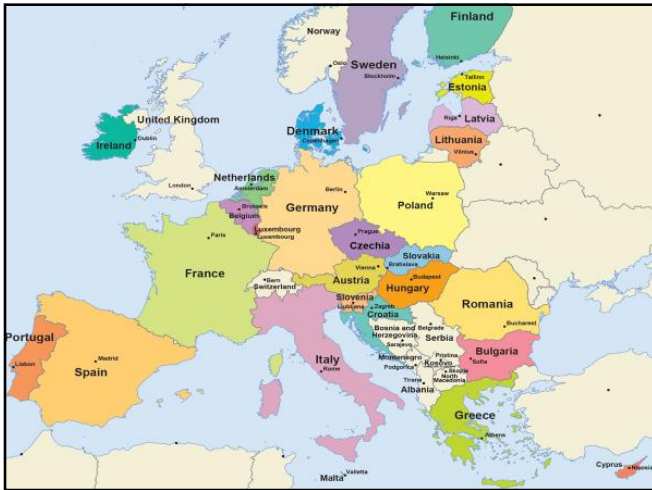 Finland
Norway
Helsinki
Oslo
Sweden
Tallinn
Stockholm
Estonia
Riga
Latvia
United Kingdom
Denmark
Copenhagen
Lithuania
Dublin
Ireland
Vilnius
Netherlands
Amsterdam
London
Berlin
Warsaw
Poland
Germany
Brussels
Belgium
Luxembourg
Luxembourg
Prague
Czechia
Paris
Slovakia
Vienna
Bratislava
France
Bern
Switzerland
Austria
Budapest
Hungary
Slovenia
Ljubljana
Zagreb
Croatia
Romania
Bucharest
Bosnia and
Herzegovina
Sarajevo
Belgrade
Serbia
Portugal
Lisbon
Madrid
Spain
Italy
Rome
Montenegro
Podgorica
Pristina
Kosovo
Sofia
Bulgaria
Skopje
North
Macedonia
Tirana
Albania
Greece
Athens
Cyprus
Nicosia
Malta
Valletta